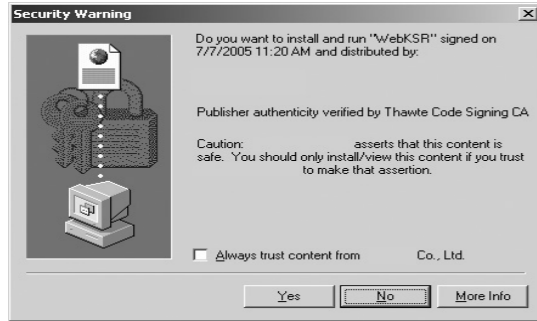 Security Warning
Do you want to install and run "WebKSR" signed on
7/7/2005 11:20 AM and distributed by:
Publisher authenticity verified by Thawte Code Signing CA
Caution: asserts that this content is
safe. You should only install/view this content if you trust
to make that assertion.
Always trust content from Co., Ltd.
Yes No More Info